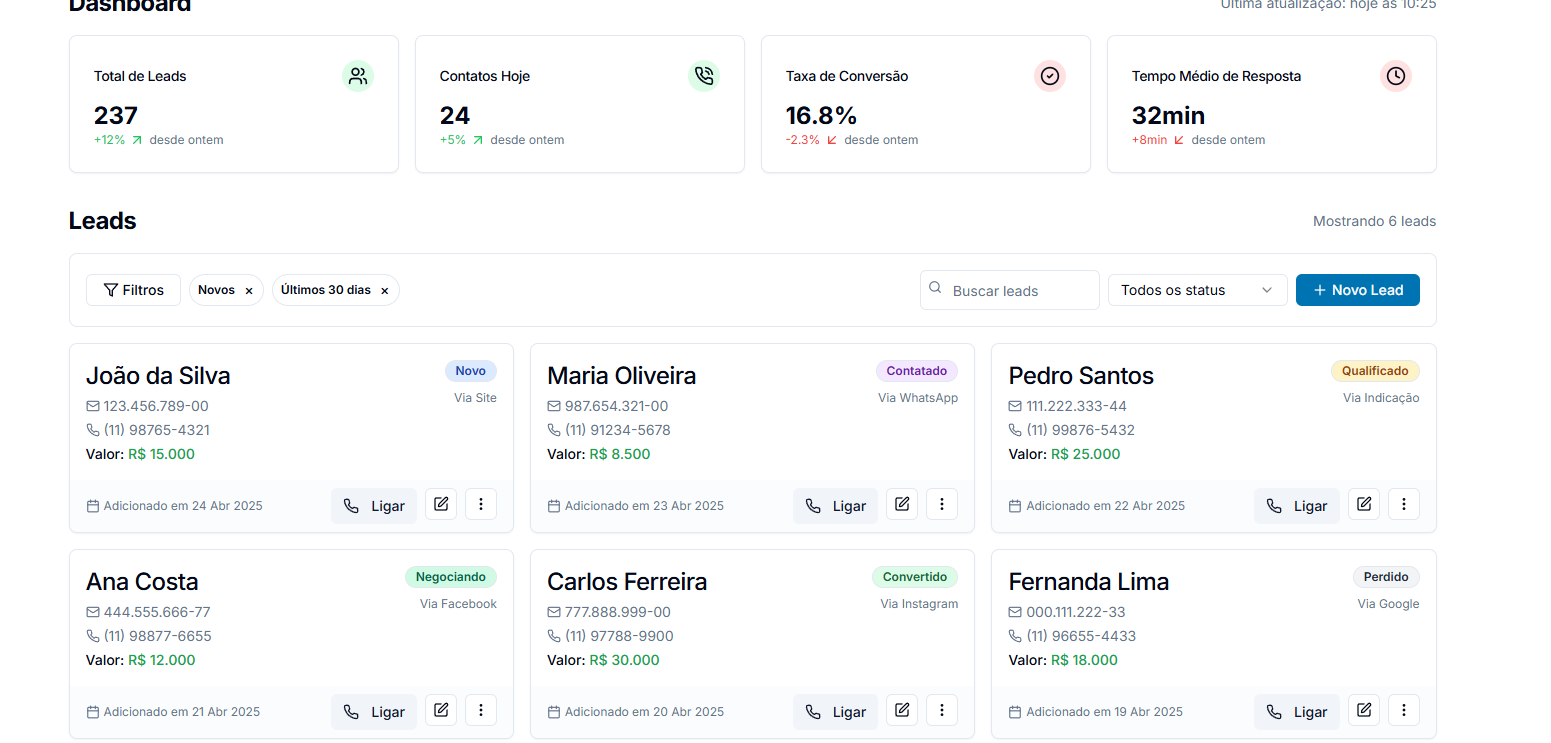 Dashboard
Última atualização: hoje às 10:25
Total de Leads
237
+12% desde ontem
Contatos Hoje
24
+5% desde ontem
Taxa de Conversão
16.8%
-2.3% desde ontem
Tempo Médio de Resposta
32min
+8min desde ontem
Leads
Mostrando 6 leads
Filtros
Novos ×
Últimos 30 dias ×
Buscar leads
Todos os status
+ Novo Lead
João da Silva
Novo
Via Site
123.456.789-00
(11) 98765-4321
Valor: R$ 15.000
Adicionado em 24 Abr 2025
Ligar
Maria Oliveira
Contatado
Via WhatsApp
987.654.321-00
(11) 91234-5678
Valor: R$ 8.500
Adicionado em 23 Abr 2025
Ligar
Pedro Santos
Qualificado
Via Indicação
111.222.333-44
(11) 99876-5432
Valor: R$ 25.000
Adicionado em 22 Abr 2025
Ligar
Ana Costa
Negociando
Via Facebook
444.555.666-77
(11) 98877-6655
Valor: R$ 12.000
Adicionado em 21 Abr 2025
Ligar
Carlos Ferreira
Convertido
Via Instagram
777.888.999-00
(11) 97788-9900
Valor: R$ 30.000
Adicionado em 20 Abr 2025
Ligar
Fernanda Lima
Perdido
Via Google
000.111.222-33
(11) 96655-4433
Valor: R$ 18.000
Adicionado em 19 Abr 2025
Ligar